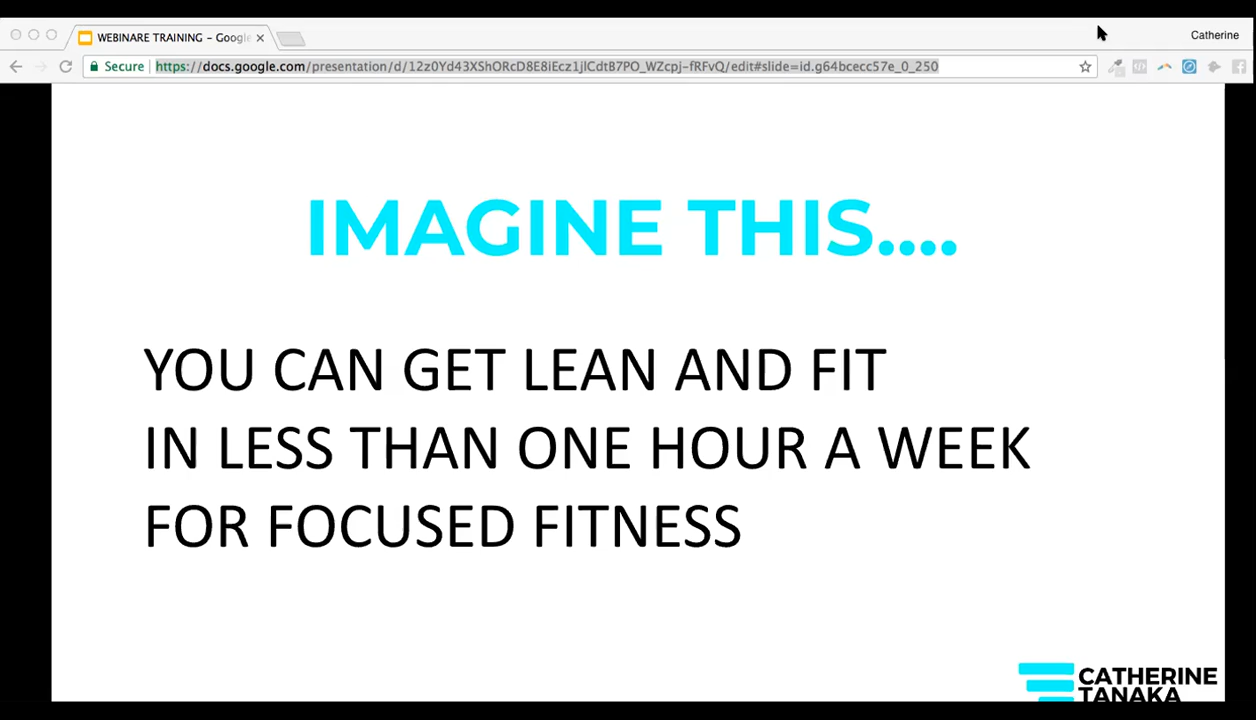 WEBINARE TRAINING – Googl
Catherine
Secure
https://docs.google.com/presentation/d/12z0Yd43XShORcD8E8iEcz1jlCdtB7PO_WZcpj-fRFvQ/edit#slide=id.g64bcecc57e_0_250
IMAGINE THIS....
YOU CAN GET LEAN AND FIT
IN LESS THAN ONE HOUR A WEEK
FOR FOCUSED FITNESS
CATHERINE
TANAKA